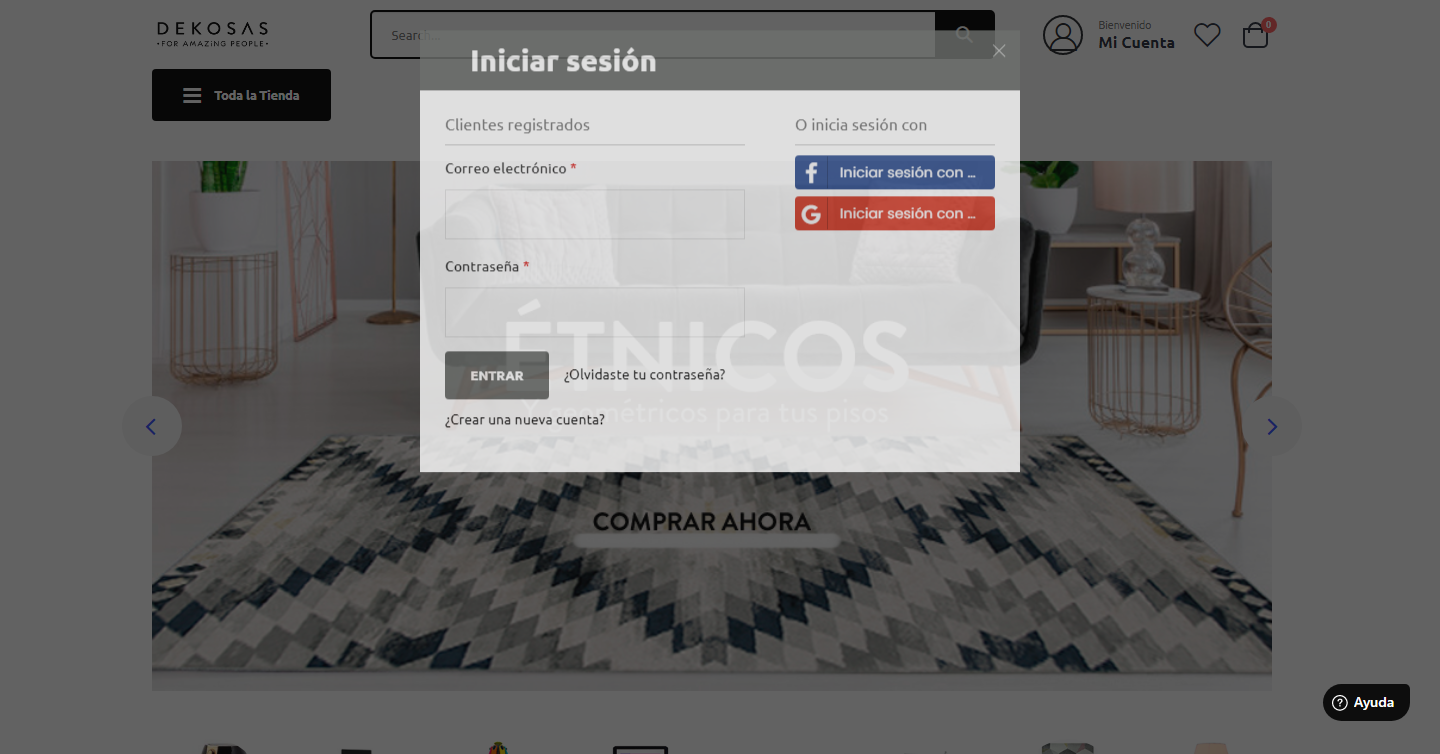 DEKOSAS
•FOR AMAZiNG PEOPLE•
Search...
Bienvenido
Mi Cuenta
0
Toda la Tienda
Iniciar sesión
Clientes registrados
O inicia sesión con
Correo electrónico *
Iniciar sesión con ...
Iniciar sesión con ...
Contraseña *
ÉTNICOS
Y geométricos para tus pisos
ENTRAR
¿Olvidaste tu contraseña?
¿Crear una nueva cuenta?
COMPRAR AHORA
Ayuda